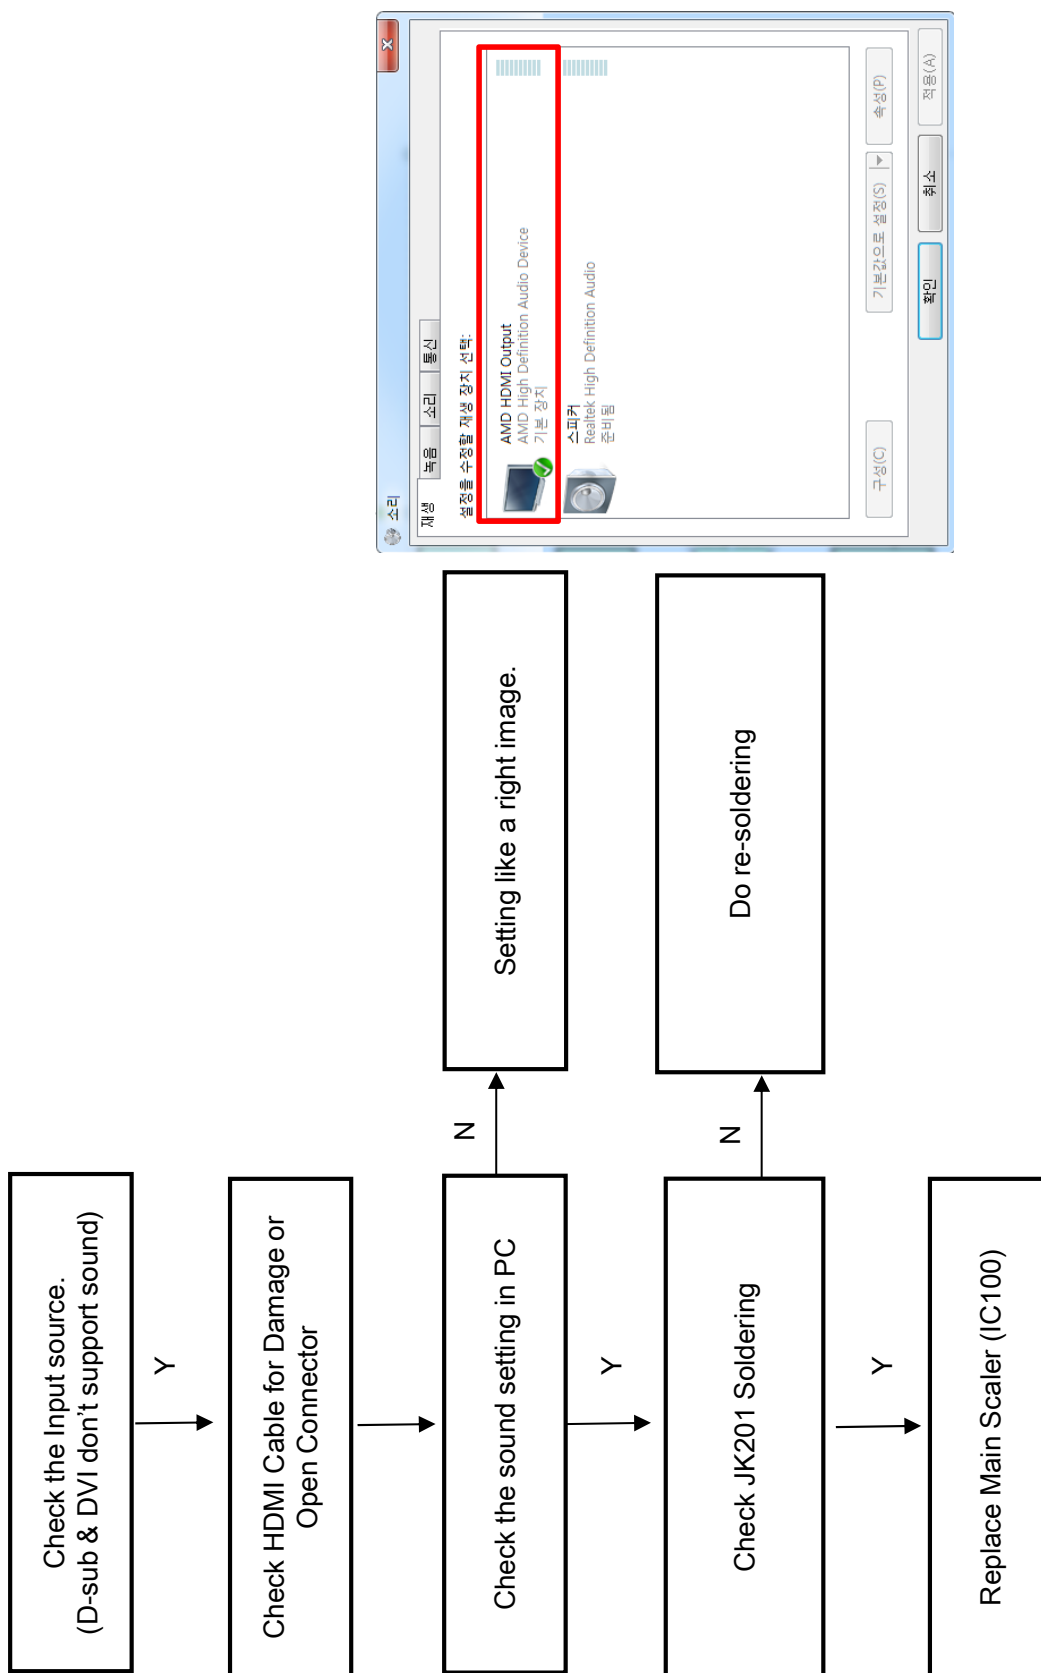 Check the Input source.
(D-sub & DVI don’t support sound)
Y
Check HDMI Cable for Damage or
Open Connector
Check the sound setting in PC
N
Setting like a right image.
Y
Check JK201 Soldering
N
Do re-soldering
Y
Replace Main Scaler (IC100)
소리
재생
녹음
소리
통신
설정을 수정할 재생 장치 선택:
AMD HDMI Output
AMD High Definition Audio Device
기본 장치
스피커
Realtek High Definition Audio
준비됨
구성(C)
기본값으로 설정(S)
속성(P)
확인
취소
적용(A)